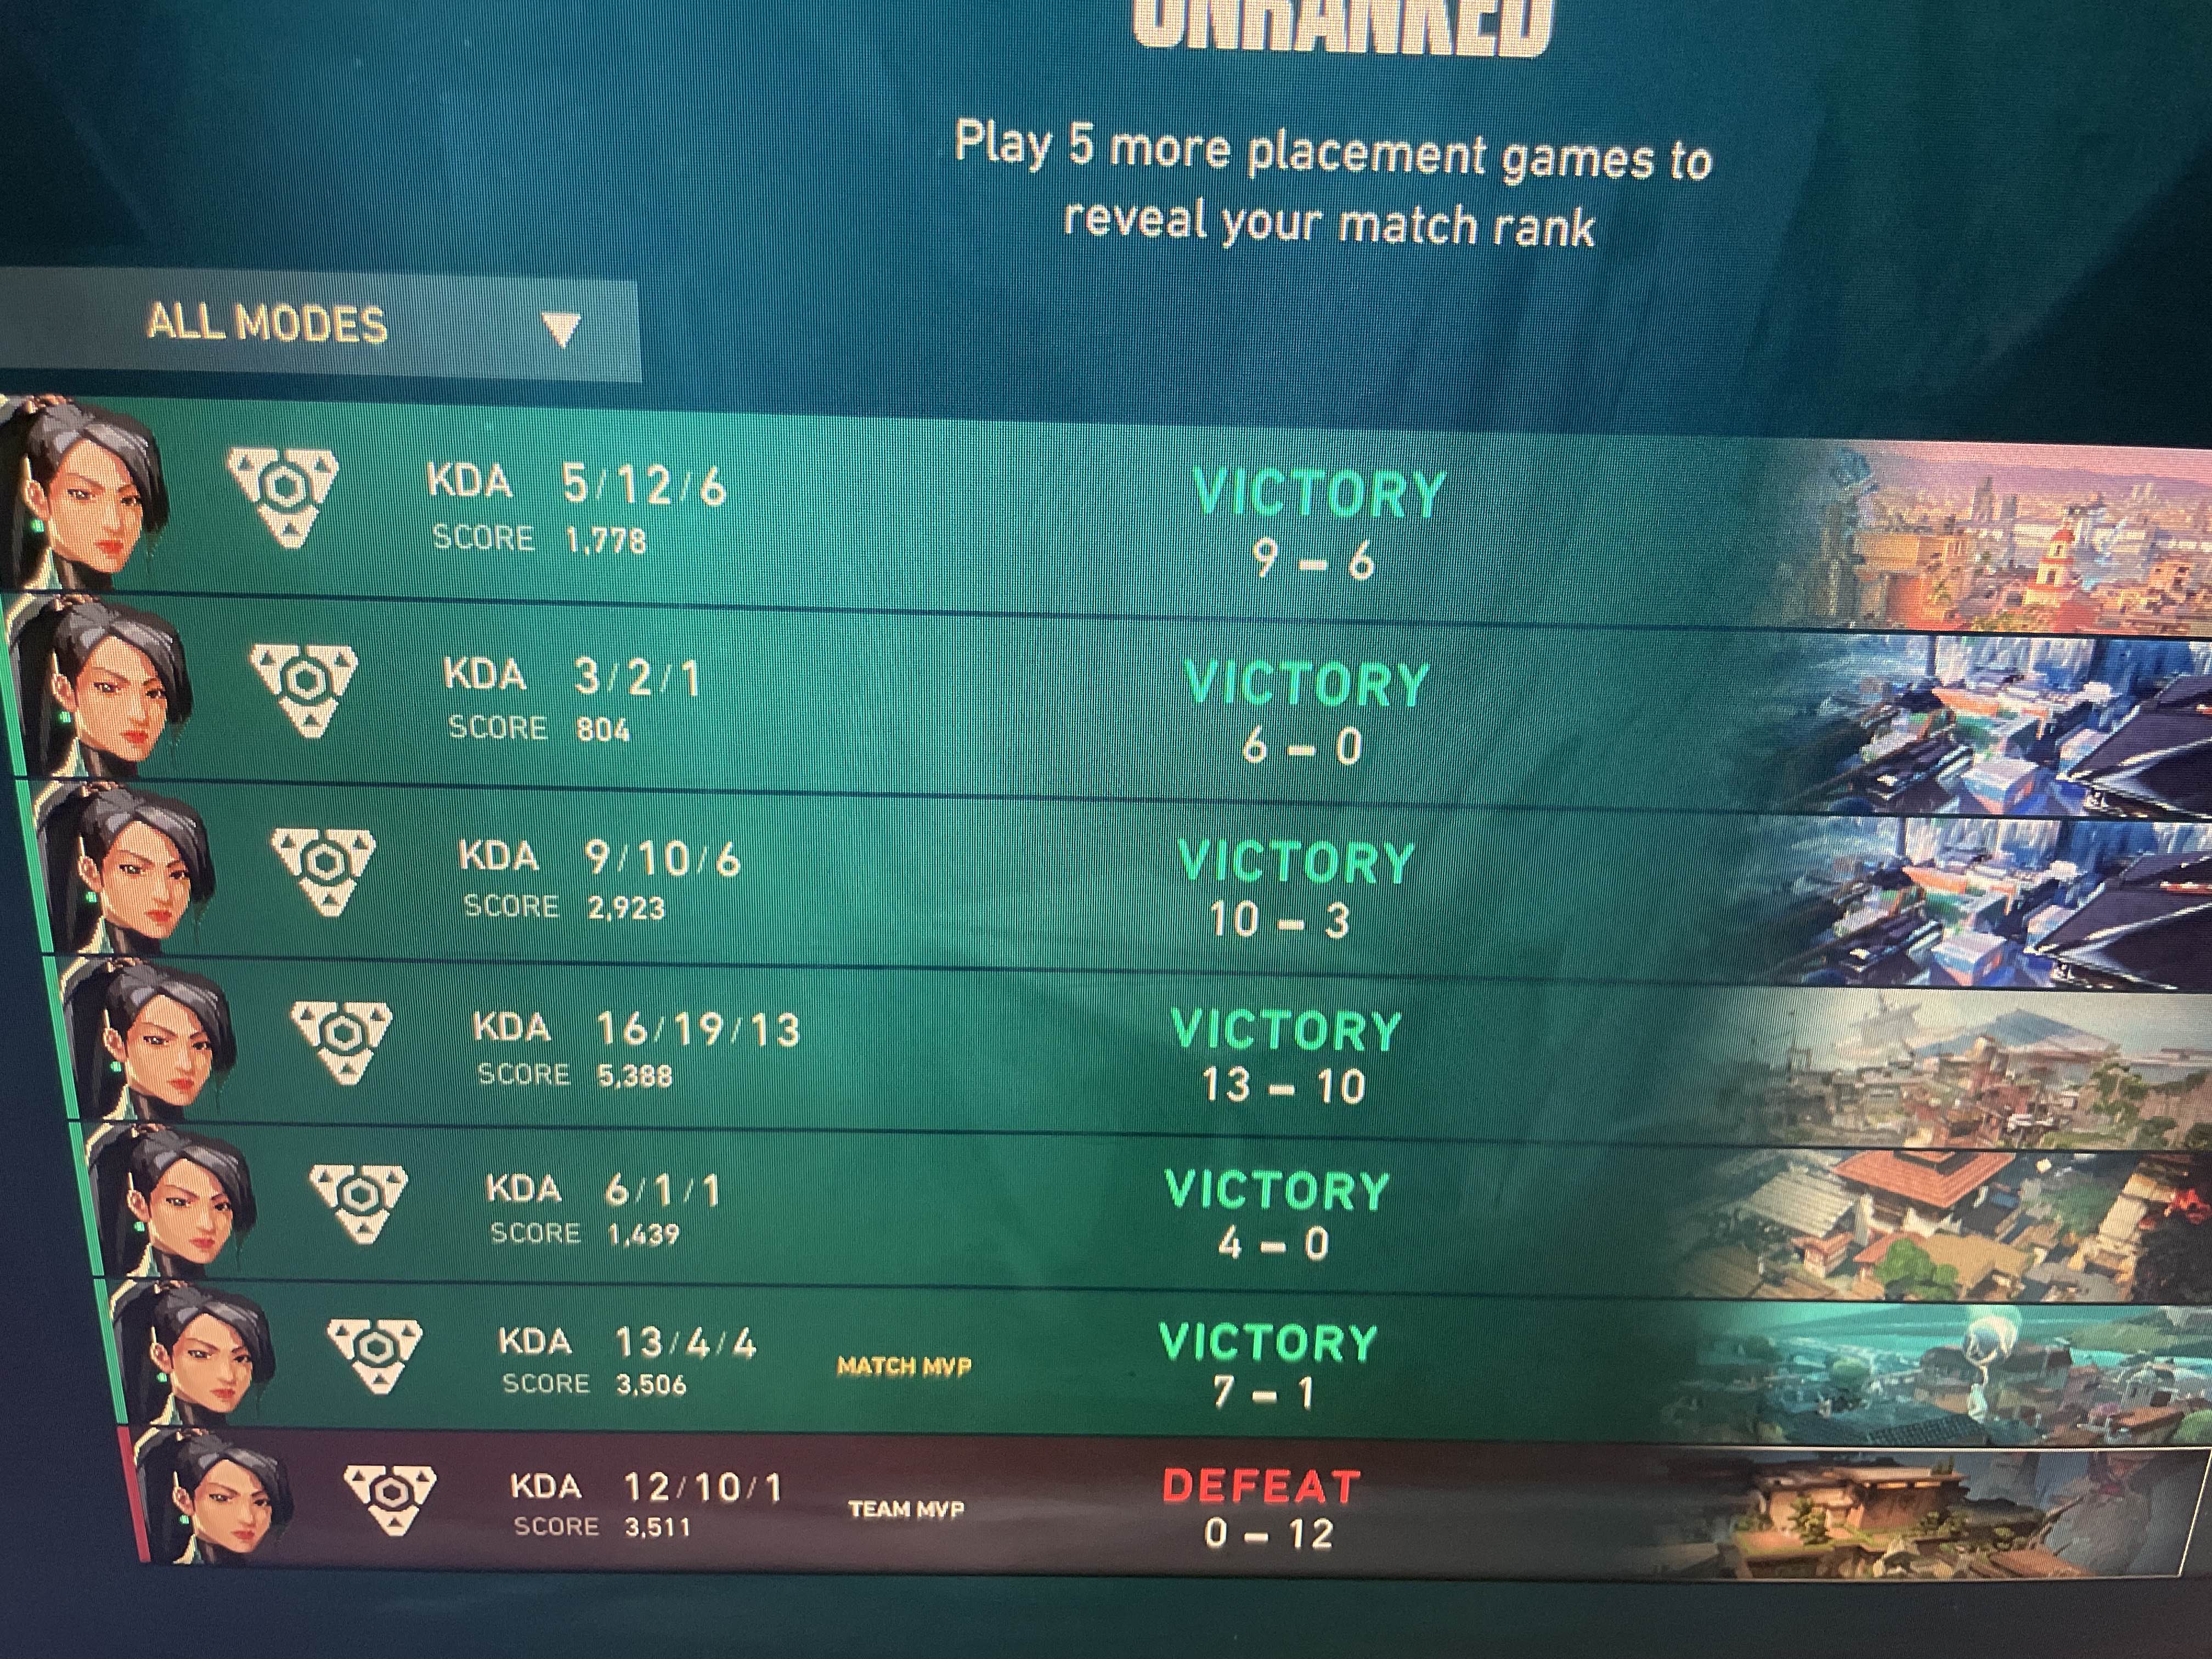 UNRANKED
Play 5 more placement games to
reveal your match rank
ALL MODES
KDA 5/12/6
SCORE 1,778
VICTORY
9 - 6
KDA 3/2/1
SCORE 804
VICTORY
6 - 0
KDA 9/10/6
SCORE 2,923
VICTORY
10 - 3
KDA 16/19/13
SCORE 5,388
VICTORY
13 - 10
KDA 6/1/1
SCORE 1,439
VICTORY
4 - 0
KDA 13/4/4
SCORE 3,506
MATCH MVP
VICTORY
7 - 1
KDA 12/10/1
SCORE 3,511
TEAM MVP
DEFEAT
0 - 12